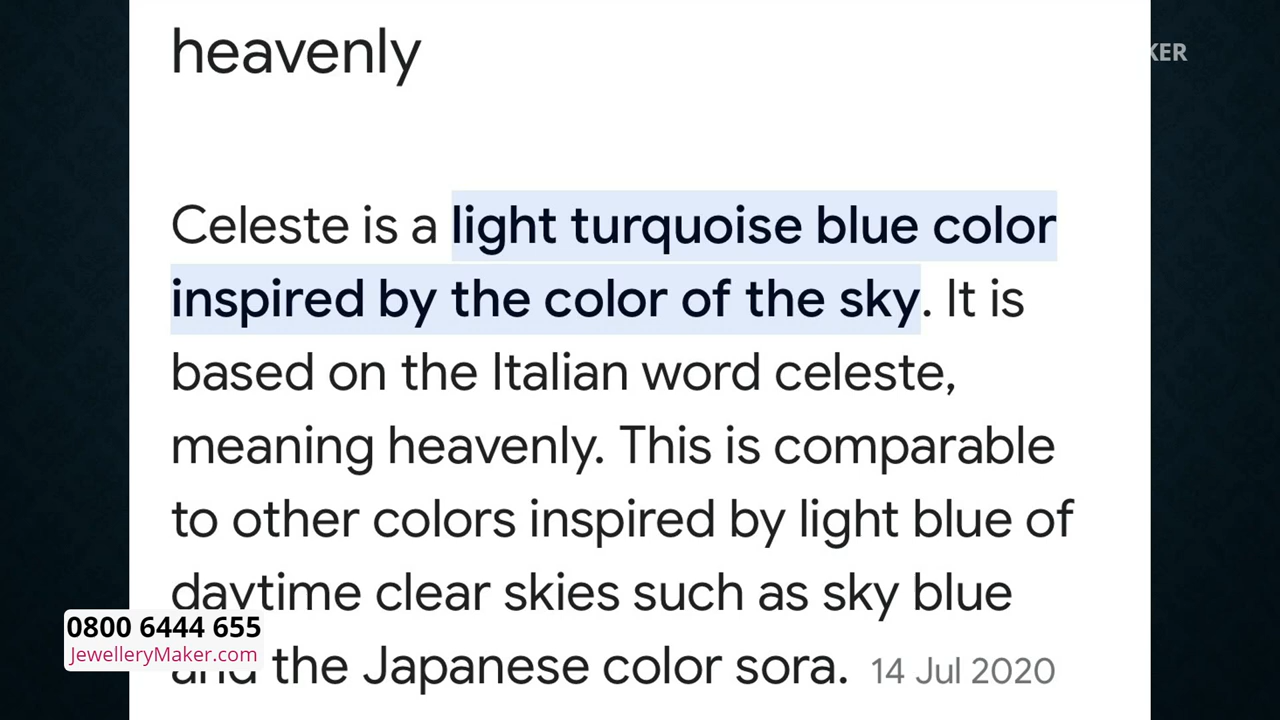 heavenly
KER
Celeste is a light turquoise blue color
inspired by the color of the sky. It is
based on the Italian word celeste,
meaning heavenly. This is comparable
to other colors inspired by light blue of
daytime clear skies such as sky blue
and the Japanese color sora. 14 Jul 2020
0800 6444 655
JewelleryMaker.com